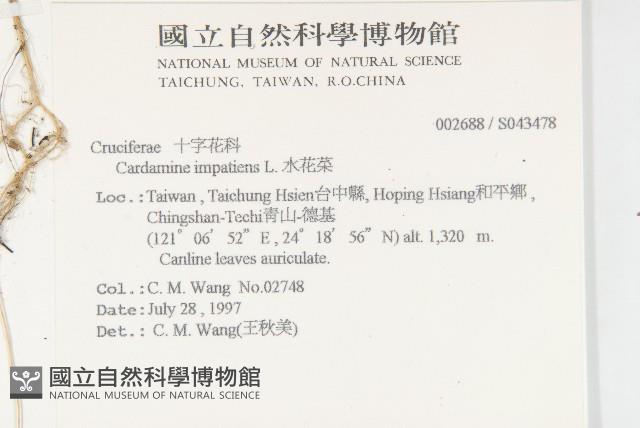 國立自然科學博物館
NATIONAL MUSEUM OF NATURAL SCIENCE
TAICHUNG, TAIWAN, R.O.CHINA
002688 / S043478
Cruciferae 十字花科
Cardamine impatiens L. 水花菜
Loc.:Taiwan , Taichung Hsien台中縣, Hoping Hsiang和平鄉 ,
Chingshan-Techi青山-德基
(121° 06′ 52” E , 24° 18′ 56” N) alt. 1,320 m.
Canline leaves auriculate.
Col.:C. M. Wang No.02748
Date:July 28 , 1997
Det.: C. M. Wang(王秋美)
國立自然科學博物館
NATIONAL MUSEUM OF NATURAL SCIENCE